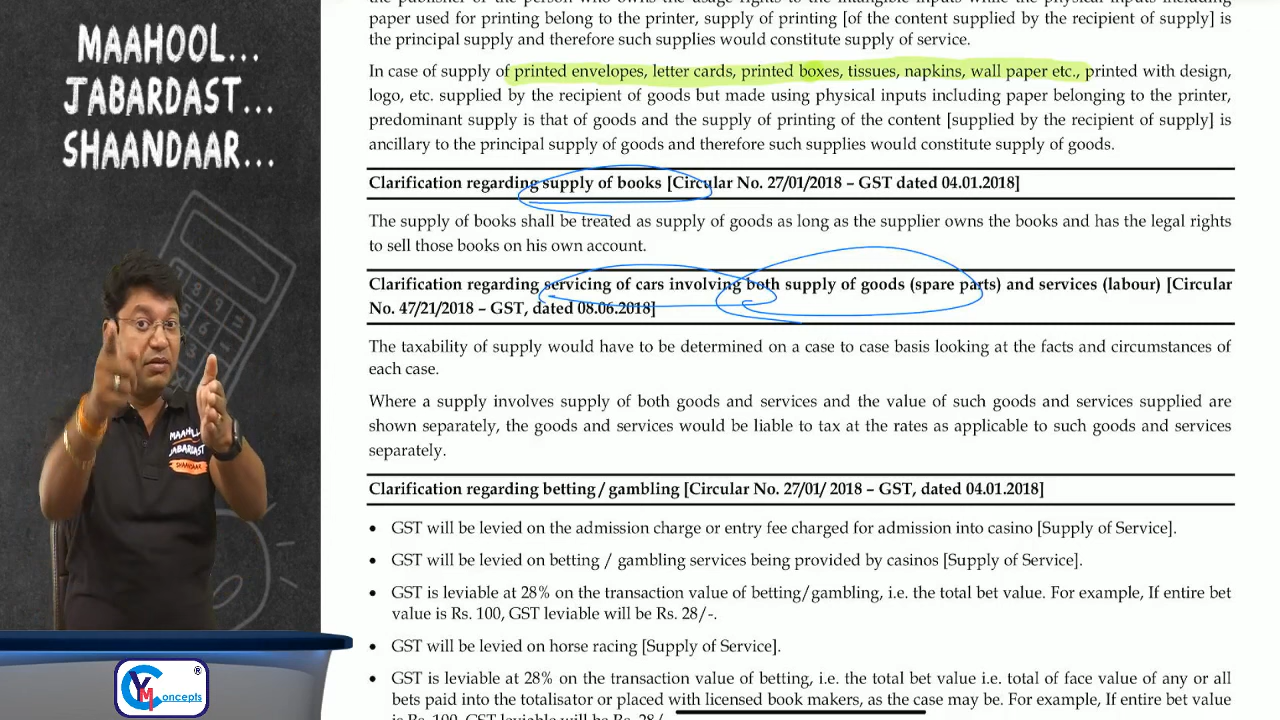 MAAHOOL...
JABARDAST...
SHAANDAAR...
MAAHOOL
JABARDAST
SHAANDAAR
CYM Concepts ®
the publisher or the person who owns the usage rights to the intangible inputs while the physical inputs including
paper used for printing belong to the printer, supply of printing [of the content supplied by the recipient of supply] is
the principal supply and therefore such supplies would constitute supply of service.
In case of supply of printed envelopes, letter cards, printed boxes, tissues, napkins, wall paper etc., printed with design,
logo, etc. supplied by the recipient of goods but made using physical inputs including paper belonging to the printer,
predominant supply is that of goods and the supply of printing of the content [supplied by the recipient of supply] is
ancillary to the principal supply of goods and therefore such supplies would constitute supply of goods.
Clarification regarding supply of books [Circular No. 27/01/2018 – GST dated 04.01.2018]
The supply of books shall be treated as supply of goods as long as the supplier owns the books and has the legal rights
to sell those books on his own account.
Clarification regarding servicing of cars involving both supply of goods (spare parts) and services (labour) [Circular
No. 47/21/2018 – GST, dated 08.06.2018]
The taxability of supply would have to be determined on a case to case basis looking at the facts and circumstances of
each case.
Where a supply involves supply of both goods and services and the value of such goods and services supplied are
shown separately, the goods and services would be liable to tax at the rates as applicable to such goods and services
separately.
Clarification regarding betting / gambling [Circular No. 27/01/ 2018 – GST, dated 04.01.2018]
• GST will be levied on the admission charge or entry fee charged for admission into casino [Supply of Service].
• GST will be levied on betting / gambling services being provided by casinos [Supply of Service].
• GST is leviable at 28% on the transaction value of betting/gambling, i.e. the total bet value. For example, If entire bet
value is Rs. 100, GST leviable will be Rs. 28/-.
• GST will be levied on horse racing [Supply of Service].
• GST is leviable at 28% on the transaction value of betting, i.e. the total bet value i.e. total of face value of any or all
bets paid into the totalisator or placed with licensed book makers, as the case may be. For example, If entire bet value
is Rs. 100, GST leviable will be Rs. 28/-